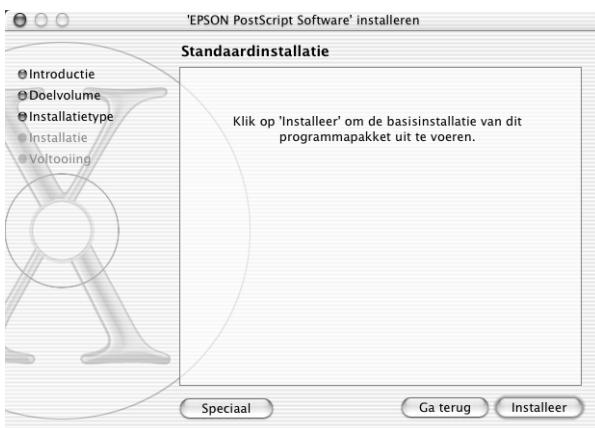 'EPSON PostScript Software' installeren
Standaardinstallatie
Introductie
Doelvolume
Installatietype
Installatie
Voltooiing
Klik op 'Installeer' om de basisinstallatie van dit
programmapakket uit te voeren.
Speciaal
Ga terug
Installeer